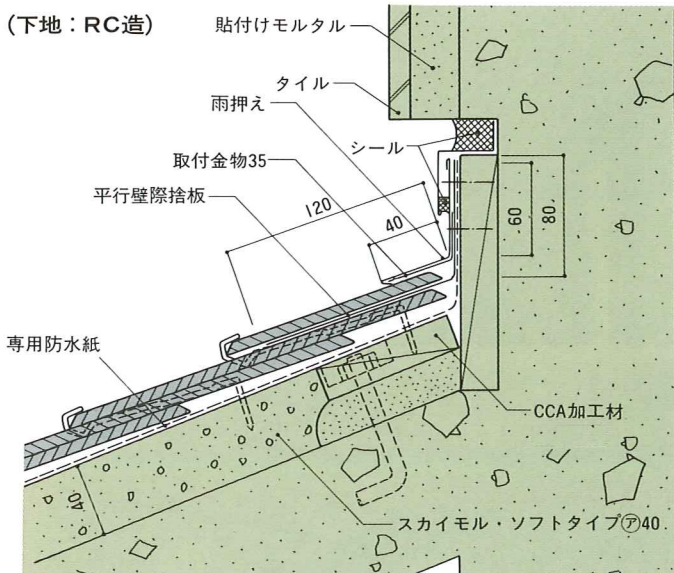 (下地：RC造)
貼付けモルタル
タイル
雨押え
シール
取付金物35
平行壁際捨板
120
40
60
80
専用防水紙
CCA加工材
40
スカイモル・ソフトタイプ㋐40